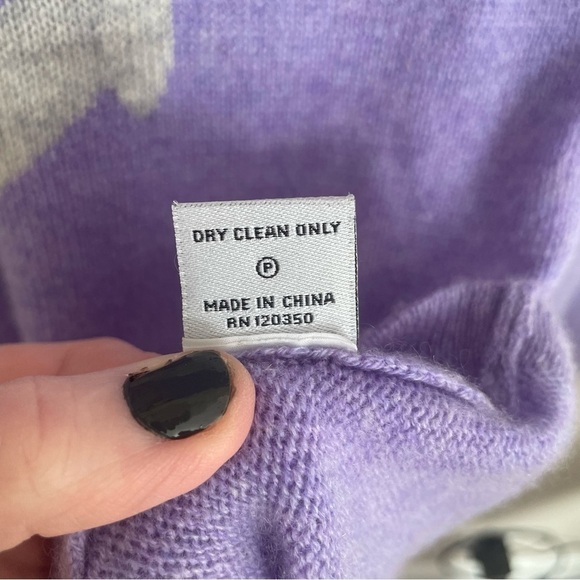 DRY CLEAN ONLY
P
MADE IN CHINA
RN 120350